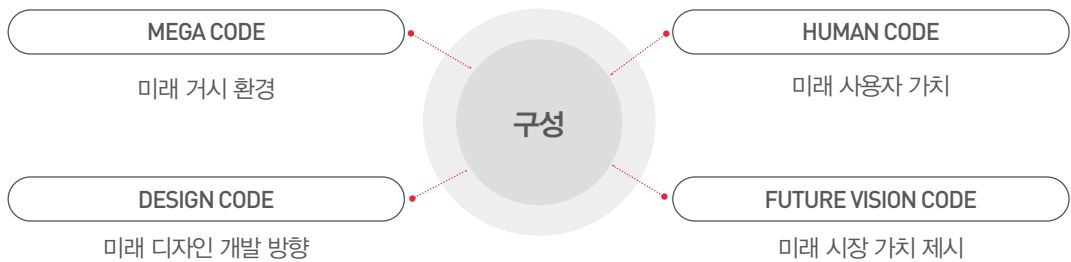 MEGA CODE
미래 거시 환경
HUMAN CODE
미래 사용자 가치
구성
DESIGN CODE
미래 디자인 개발 방향
FUTURE VISION CODE
미래 시장 가치 제시